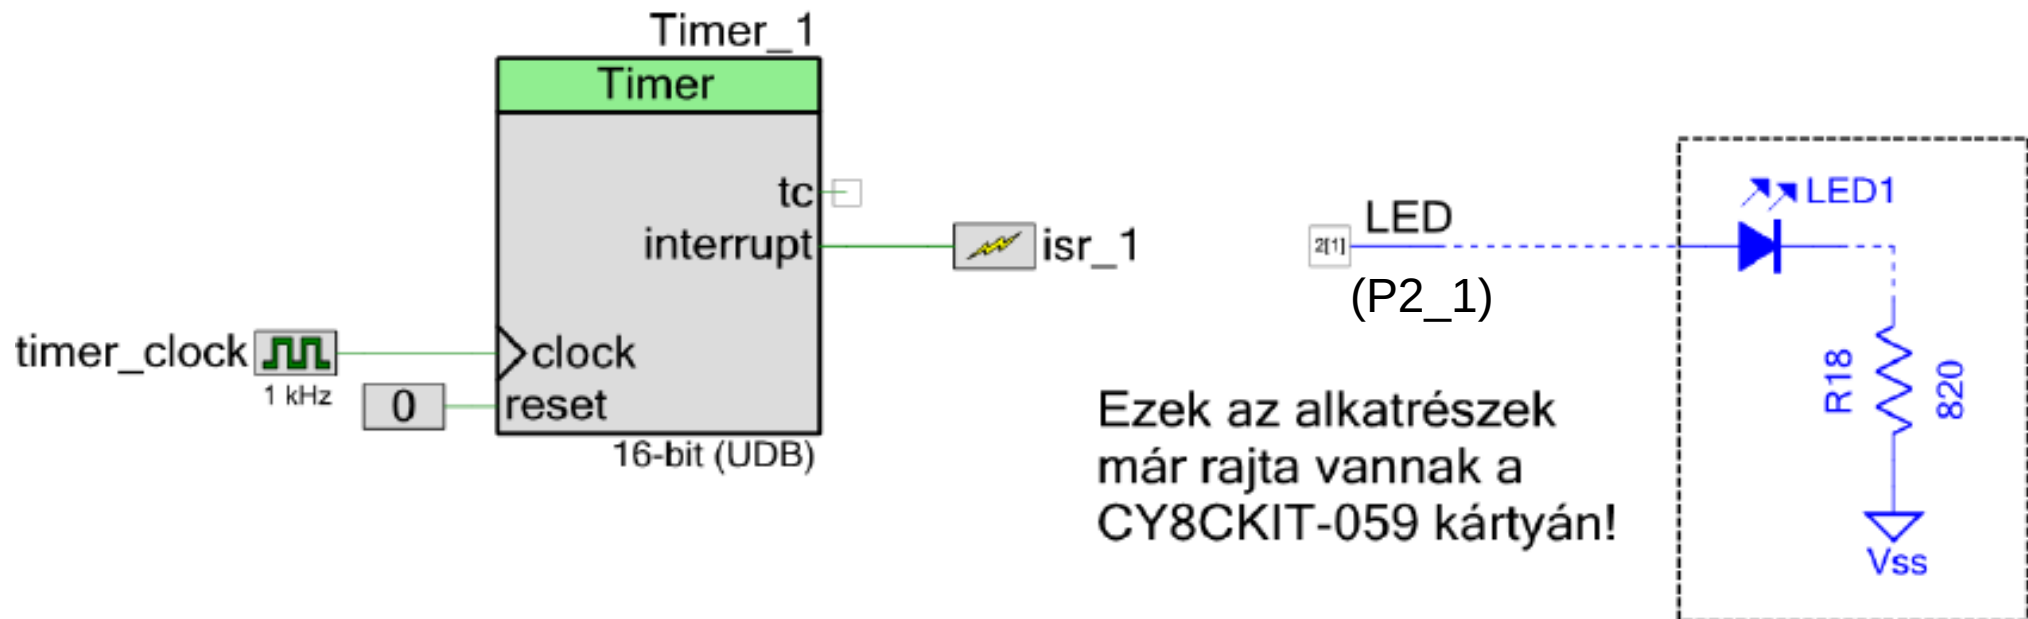 Timer_1
Timer
tc
interrupt
isr_1
timer_clock
1 kHz
clock
0
reset
16-bit (UDB)
2[1]
LED
(P2_1)
LED1
R18
820
Vss
Ezek az alkatrészek
már rajta vannak a
CY8CKIT-059 kártyán!